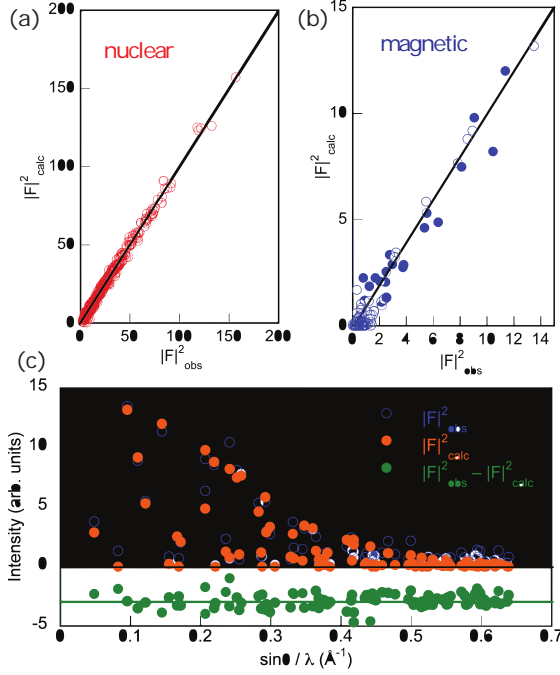 (a)
nuclear
200
150
100
50
0
|F|²calc
0 50 100 150 200
|F|²obs
(b)
magnetic
15
10
5
0
|F|²calc
0 2 4 6 8 10 12 14
|F|²obs
(c)
15
10
5
0
-5
Intensity (arb. units)
|F|²obs
|F|²calc
|F|²obs − |F|²calc
0 0.1 0.2 0.3 0.4 0.5 0.6 0.7
sinθ / λ (Å⁻¹)